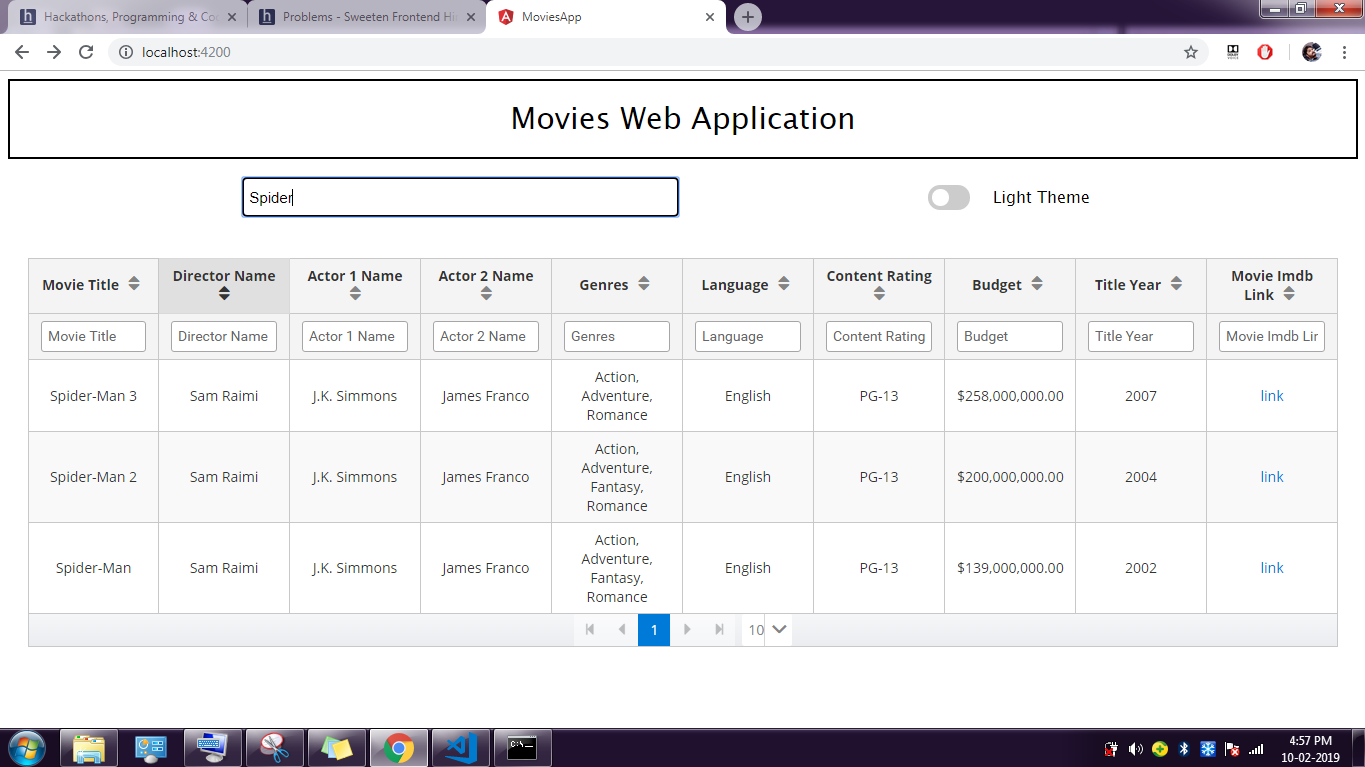 Hackathons, Programming & Co
Problems - Sweeten Frontend Hir
MoviesApp
localhost:4200
Movies Web Application
Spider
Light Theme
Movie Title Director Name Actor 1 Name Actor 2 Name Genres Language Content Rating Budget Title Year Movie Imdb Link
Movie Title Director Name Actor 1 Name Actor 2 Name Genres Language Content Rating Budget Title Year Movie Imdb Lin
Spider-Man 3 Sam Raimi J.K. Simmons James Franco Action, Adventure, Romance English PG-13 $258,000,000.00 2007 link
Spider-Man 2 Sam Raimi J.K. Simmons James Franco Action, Adventure, Fantasy, Romance English PG-13 $200,000,000.00 2004 link
Spider-Man Sam Raimi J.K. Simmons James Franco Action, Adventure, Fantasy, Romance English PG-13 $139,000,000.00 2002 link
1 10
4:57 PM
10-02-2019